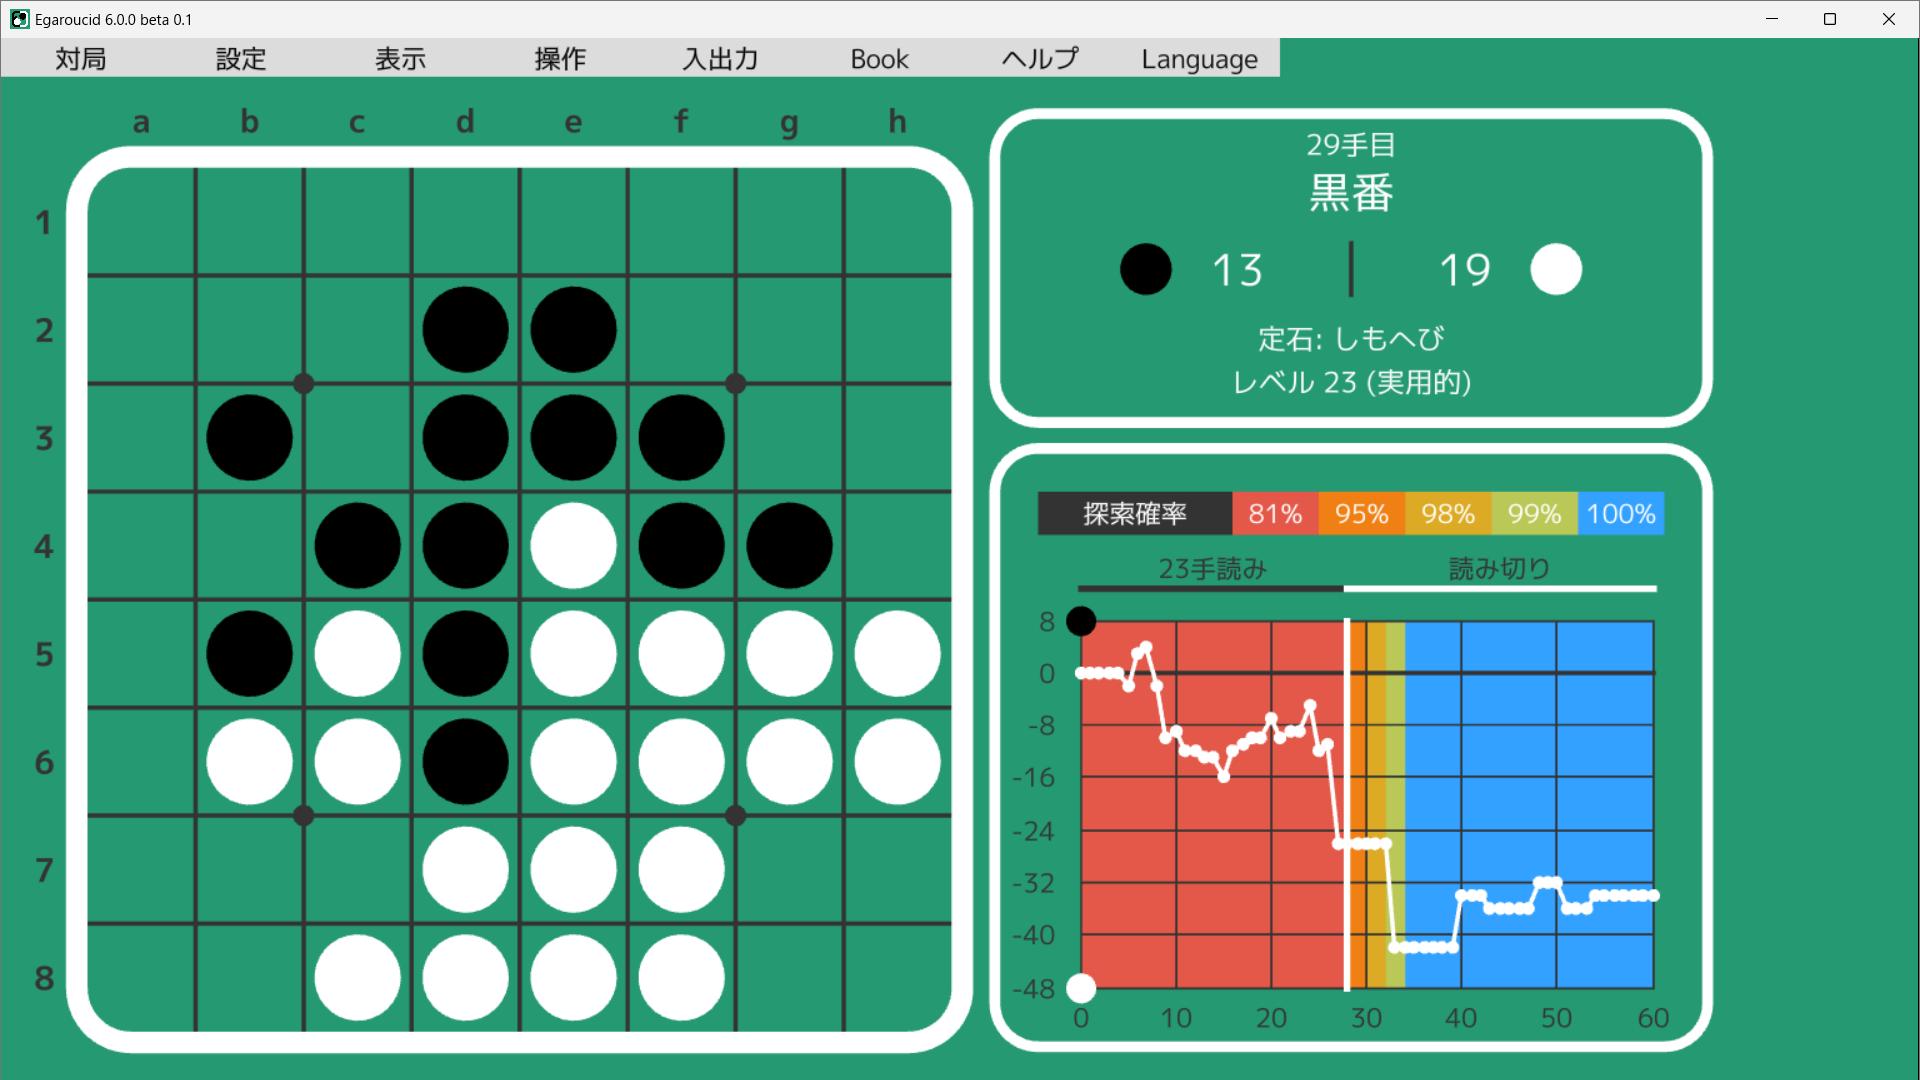 Egaroucid 6.0.0 beta 0.1
対局 設定 表示 操作 入出力 Book ヘルプ Language
a b c d e f g h
1
2
3
4
5
6
7
8
29手目
黒番
13 19
定石: しもへび
レベル 23 (実用的)
探索確率 81% 95% 98% 99% 100%
23手読み 読み切り
8
0
-8
-16
-24
-32
-40
-48
0 10 20 30 40 50 60